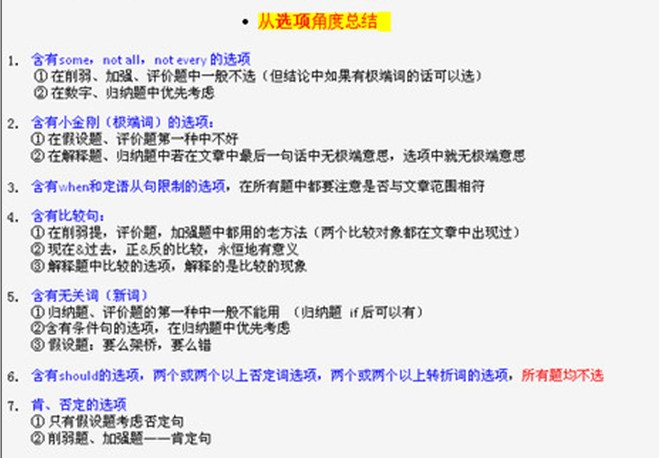 • 从选项角度总结
1. 含有some，not all，not every 的选项
① 在削弱、加强、评价题中一般不选（但结论中如果有极端词的话可以选）
② 在数字、归纳题中优先考虑
2. 含有小金刚（极端词）的选项：
① 在假设题、评价题第一种中不好
② 在解释题、归纳题中若在文章中最后一句话中无极端意思，选项中就无极端意思
3. 含有when和定语从句限制的选项，在所有题中都要注意是否与文章范围相符
4. 含有比较句：
① 在削弱提，评价题，加强题中都用的老方法（两个比较对象都在文章中出现过）
② 现在&过去，正&反的比较，永恒地有意义
③ 解释题中比较的选项，解释的是比较的现象
5. 含有无关词（新词）
① 归纳题、评价题的第一种中一般不能用 （归纳题 if后可以有）
②含有条件句的选项，在归纳题中优先考虑
③ 假设题：要么架桥，要么错
6. 含有should的选项，两个或两个以上否定词选项，两个或两个以上转折词的选项，所有题均不选
7. 肯、否定的选项
① 只有假设题考虑否定句
② 削弱题、加强题——肯定句